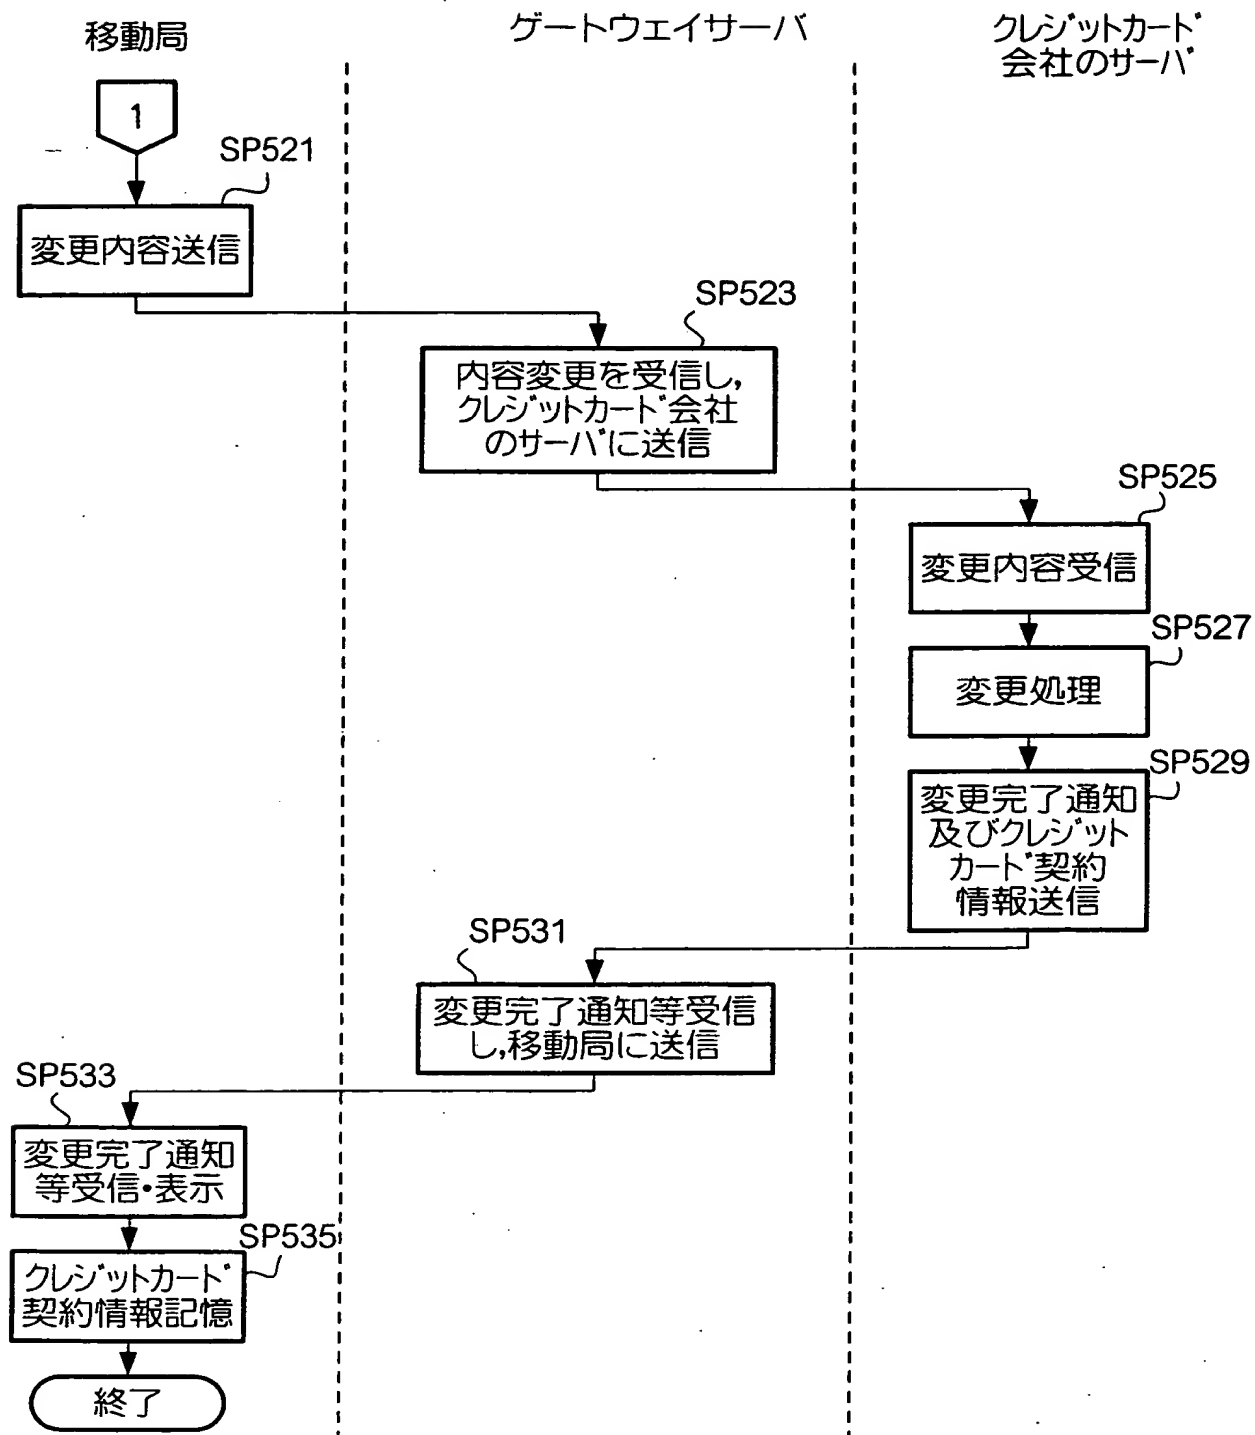 移動局
ゲートウェイサーバ
クレジットカード
会社のサーバ
1
SP521
変更内容送信
SP523
内容変更を受信し,
クレジットカード会社
のサーバに送信
SP525
変更内容受信
SP527
変更処理
SP529
変更完了通知
及びクレジット
カード契約
情報送信
SP531
変更完了通知等受信
し,移動局に送信
SP533
変更完了通知
等受信・表示
SP535
クレジットカード
契約情報記憶
終了